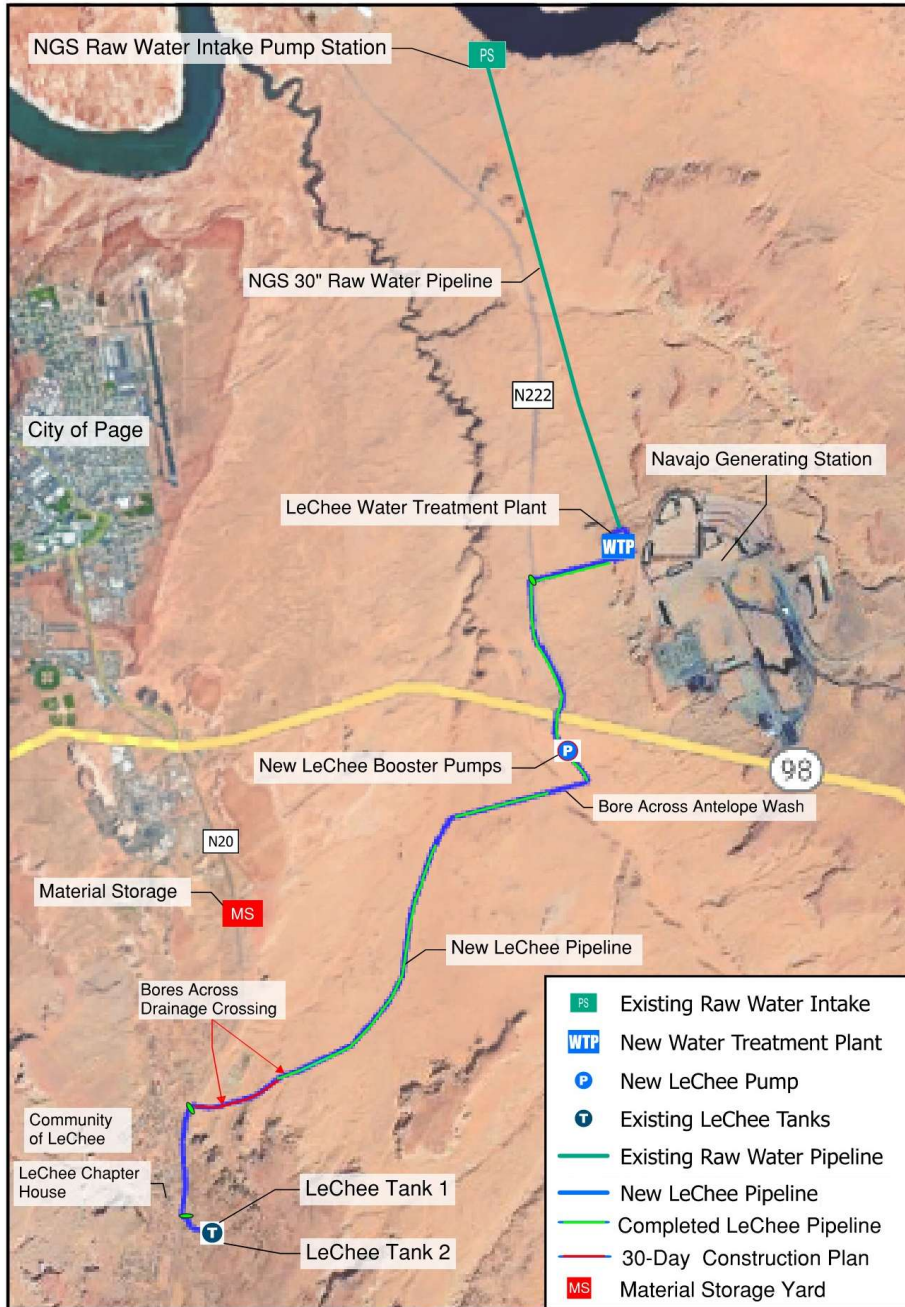 NGS Raw Water Intake Pump Station
PS
NGS 30" Raw Water Pipeline
N222
City of Page
Navajo Generating Station
LeChee Water Treatment Plant
WTP
P
New LeChee Booster Pumps
98
Bore Across Antelope Wash
N20
Material Storage
MS
New LeChee Pipeline
Bores Across
Drainage Crossing
Community
of LeChee
LeChee Chapter
House
LeChee Tank 1
T
LeChee Tank 2
PS Existing Raw Water Intake
WTP New Water Treatment Plant
P New LeChee Pump
T Existing LeChee Tanks
Existing Raw Water Pipeline
New LeChee Pipeline
Completed LeChee Pipeline
30-Day Construction Plan
MS Material Storage Yard